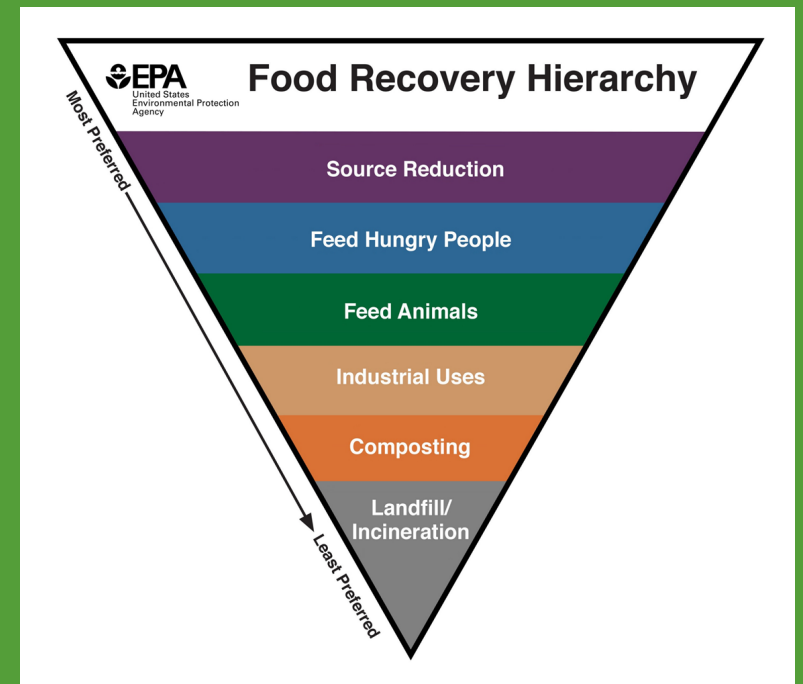 EPA
United States
Environmental Protection
Agency
Food Recovery Hierarchy
Most Preferred
Source Reduction
Feed Hungry People
Feed Animals
Industrial Uses
Composting
Landfill/
Incineration
Least Preferred